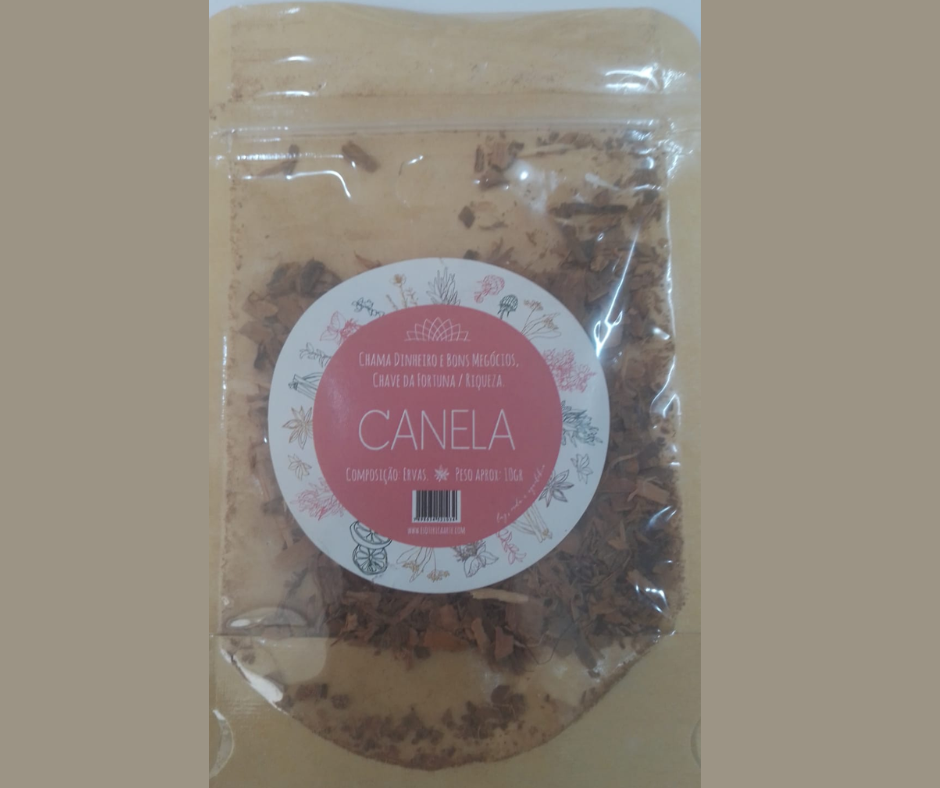 CHAMA DINHEIRO E BONS NEGÓCIOS,
CHAVE DA FORTUNA / RIQUEZA.
CANELA
COMPOSIÇÃO: ERVAS PESO APROX: 10GR